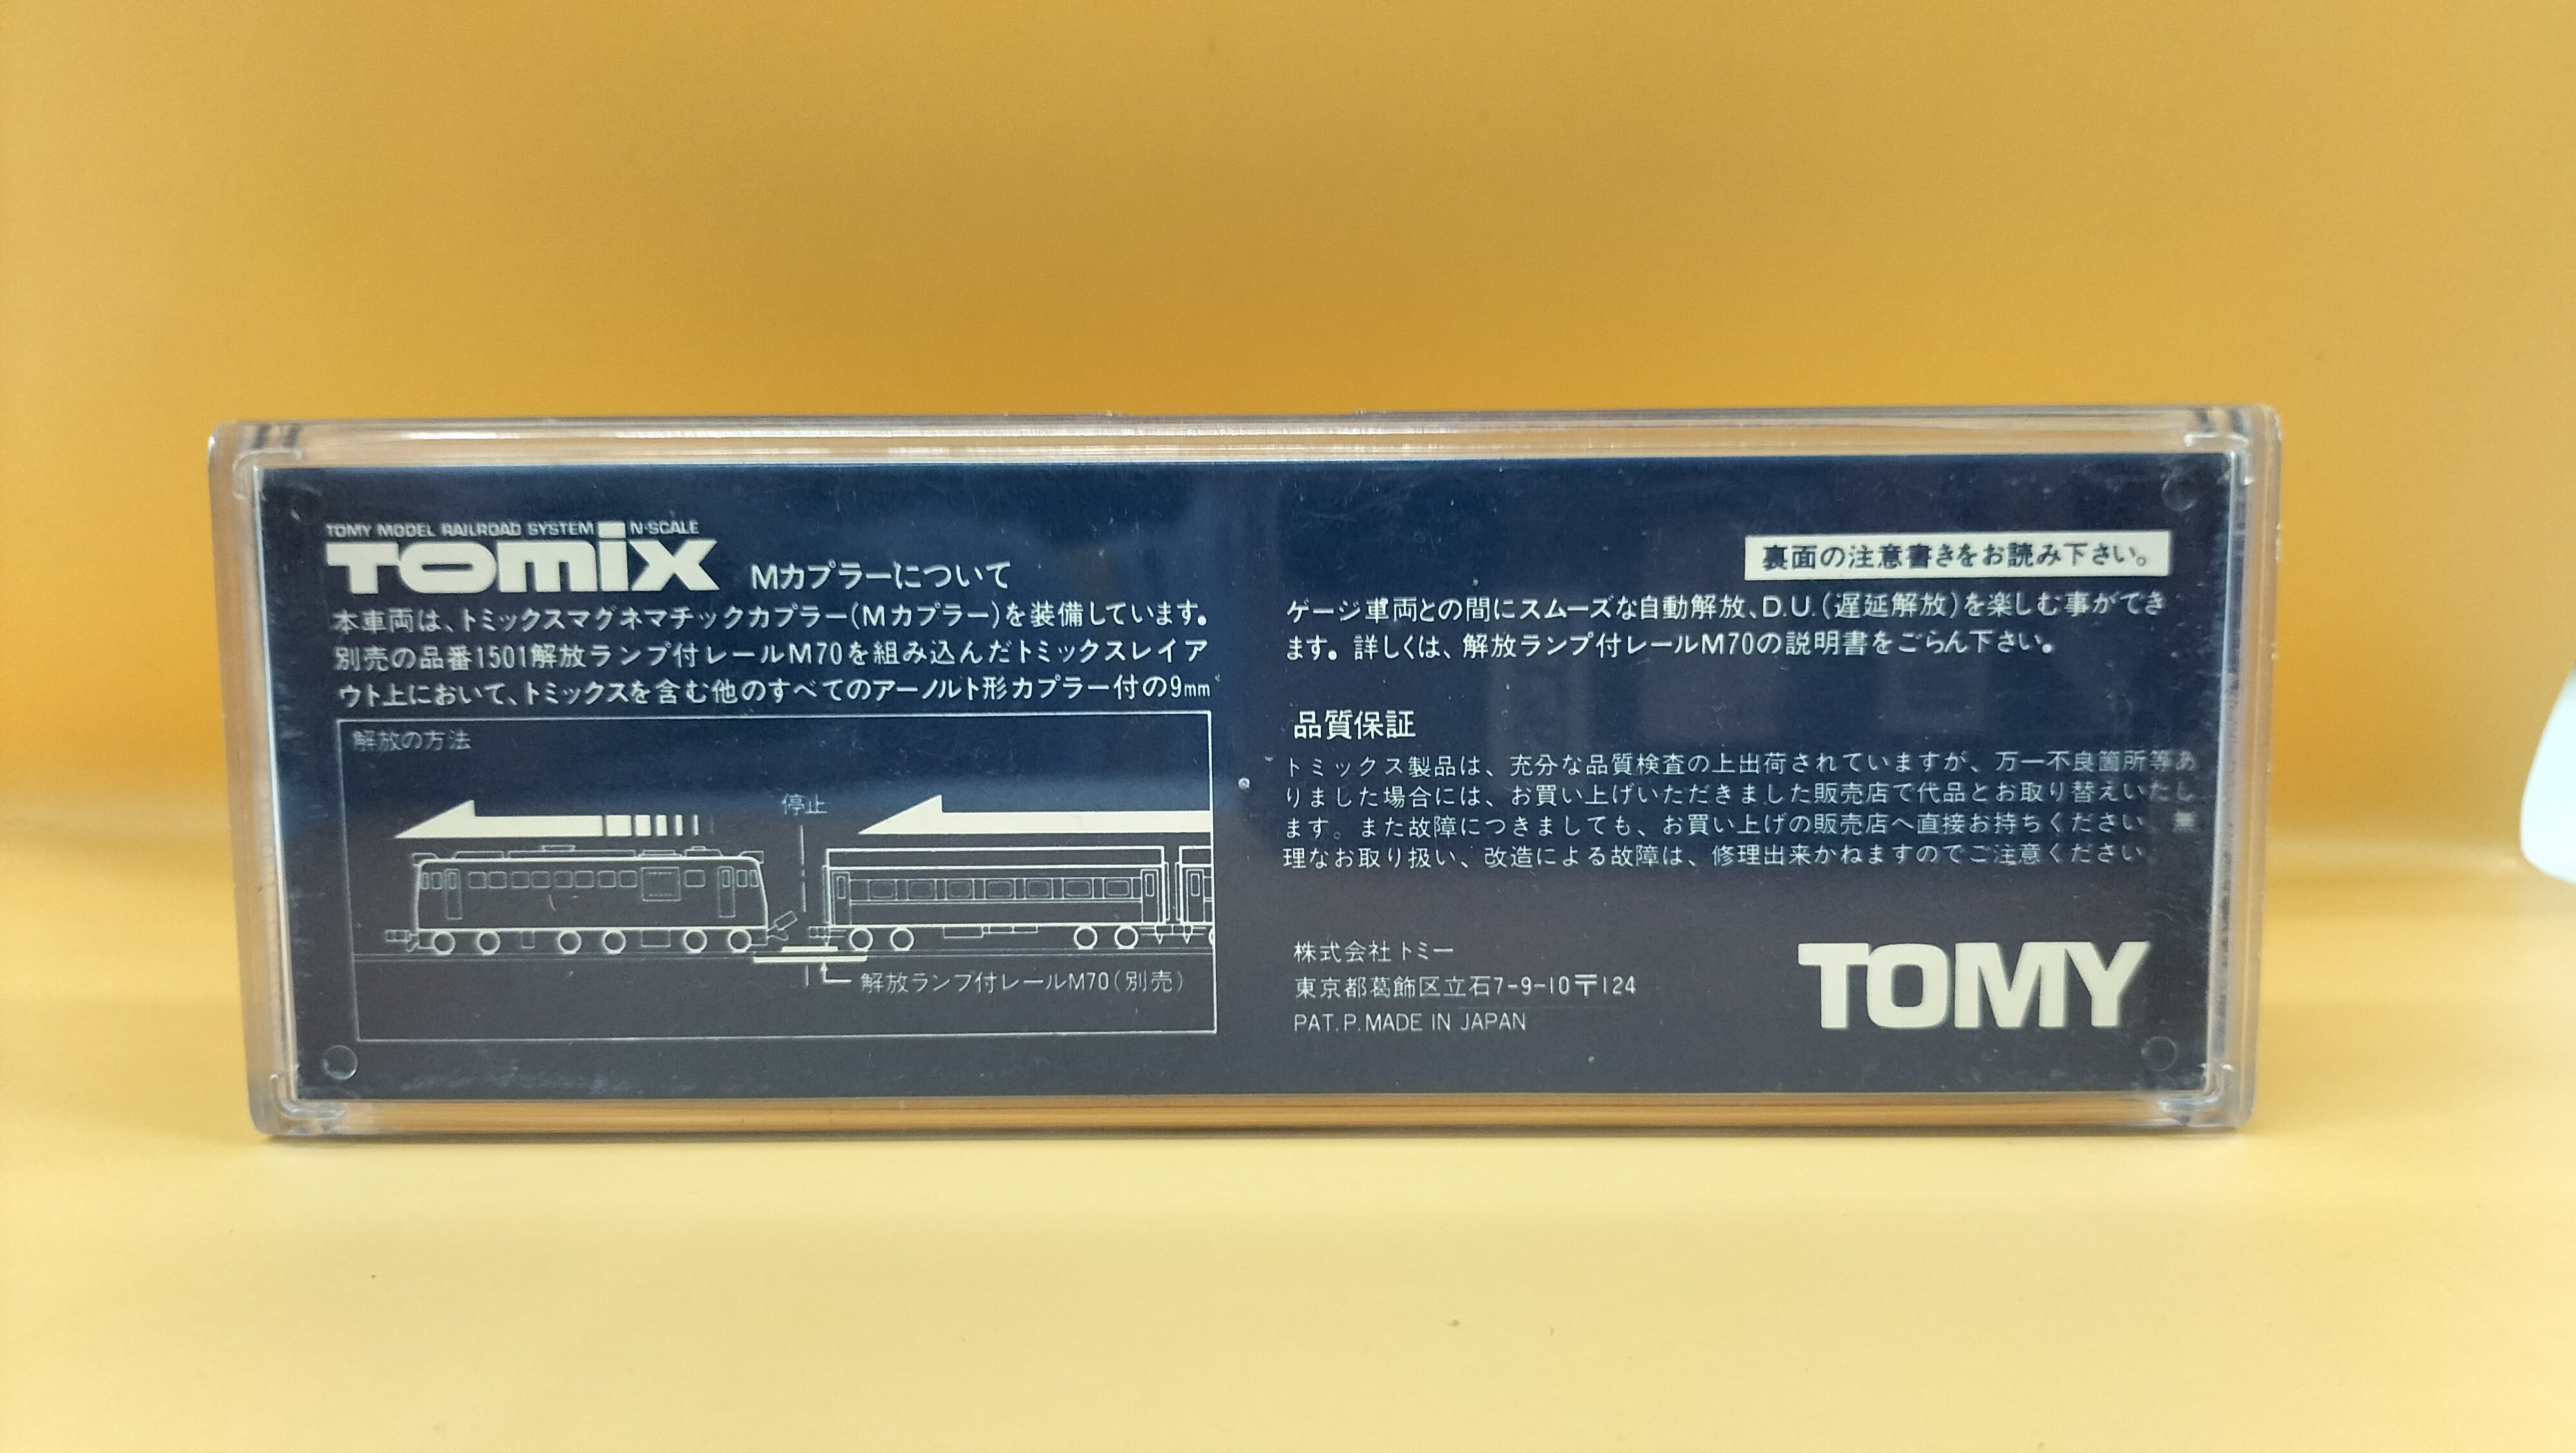 TOMY MODEL RAILROAD SYSTEM N-SCALE
TOMIX Mカプラーについて
本車両は、トミックスマグネマチックカプラー(Mカプラー)を装備しています。
別売の品番1501解放ランプ付レールM70を組み込んだトミックスレイア
ウト上において、トミックスを含む他のすべてのアーノルト形カプラー付の9mm
解放の方法
停止
解放ランプ付レールM70(別売)
裏面の注意書きをお読み下さい。
ゲージ車両との間にスムーズな自動解放、D.U.(遅延解放)を楽しむ事ができ
ます。詳しくは、解放ランプ付レールM70の説明書をごらん下さい。
品質保証
トミックス製品は、充分な品質検査の上出荷されていますが、万一不良箇所等あ
りました場合には、お買い上げいただきました販売店で代品とお取り替えいたし
ます。また故障につきましても、お買い上げの販売店へ直接お持ちください。無
理なお取り扱い、改造による故障は、修理出来かねますのでご注意ください。
株式会社トミー
東京都葛飾区立石7-9-10〒124
PAT.P.MADE IN JAPAN
TOMY